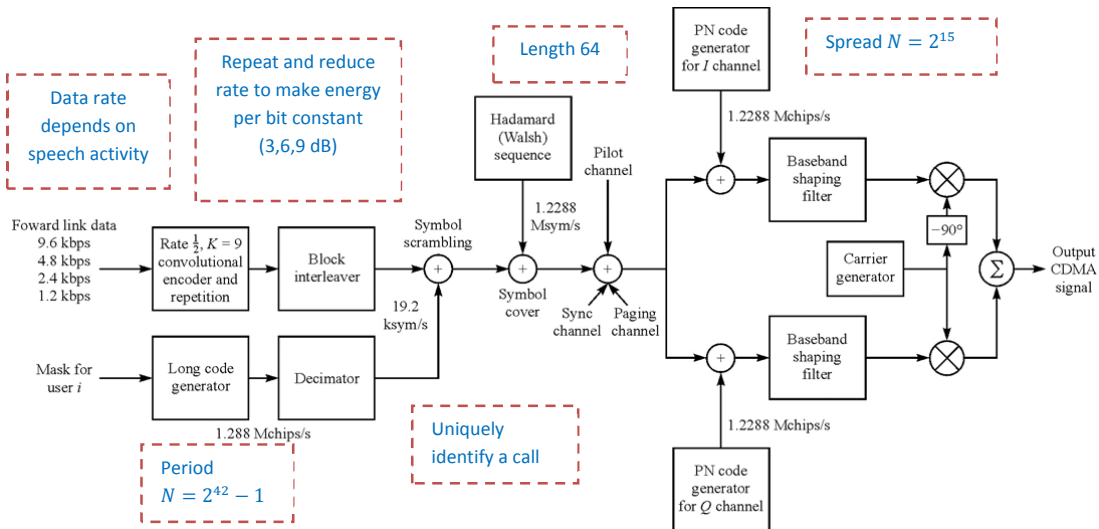 Data rate
depends on
speech activity
Repeat and reduce
rate to make energy
per bit constant
(3,6,9 dB)
Length 64
PN code
generator
for I channel
Spread N = 2^15
1.2288 Mchips/s
Hadamard
(Walsh)
sequence
Pilot
channel
Baseband
shaping
filter
1.2288
Msym/s
Foward link data
9.6 kbps
4.8 kbps
2.4 kbps
1.2 kbps
Rate 1/2, K = 9
convolutional
encoder and
repetition
Block
interleaver
Symbol
scrambling
+
+
+
+
Symbol
cover
Sync
channel
Paging
channel
−90°
Carrier
generator
Σ
Output
CDMA
signal
19.2
ksym/s
Mask for
user i
Long code
generator
Decimator
1.288 Mchips/s
+
Baseband
shaping
filter
1.2288 Mchips/s
Period
N = 2^42 − 1
Uniquely
identify a call
PN code
generator
for Q channel